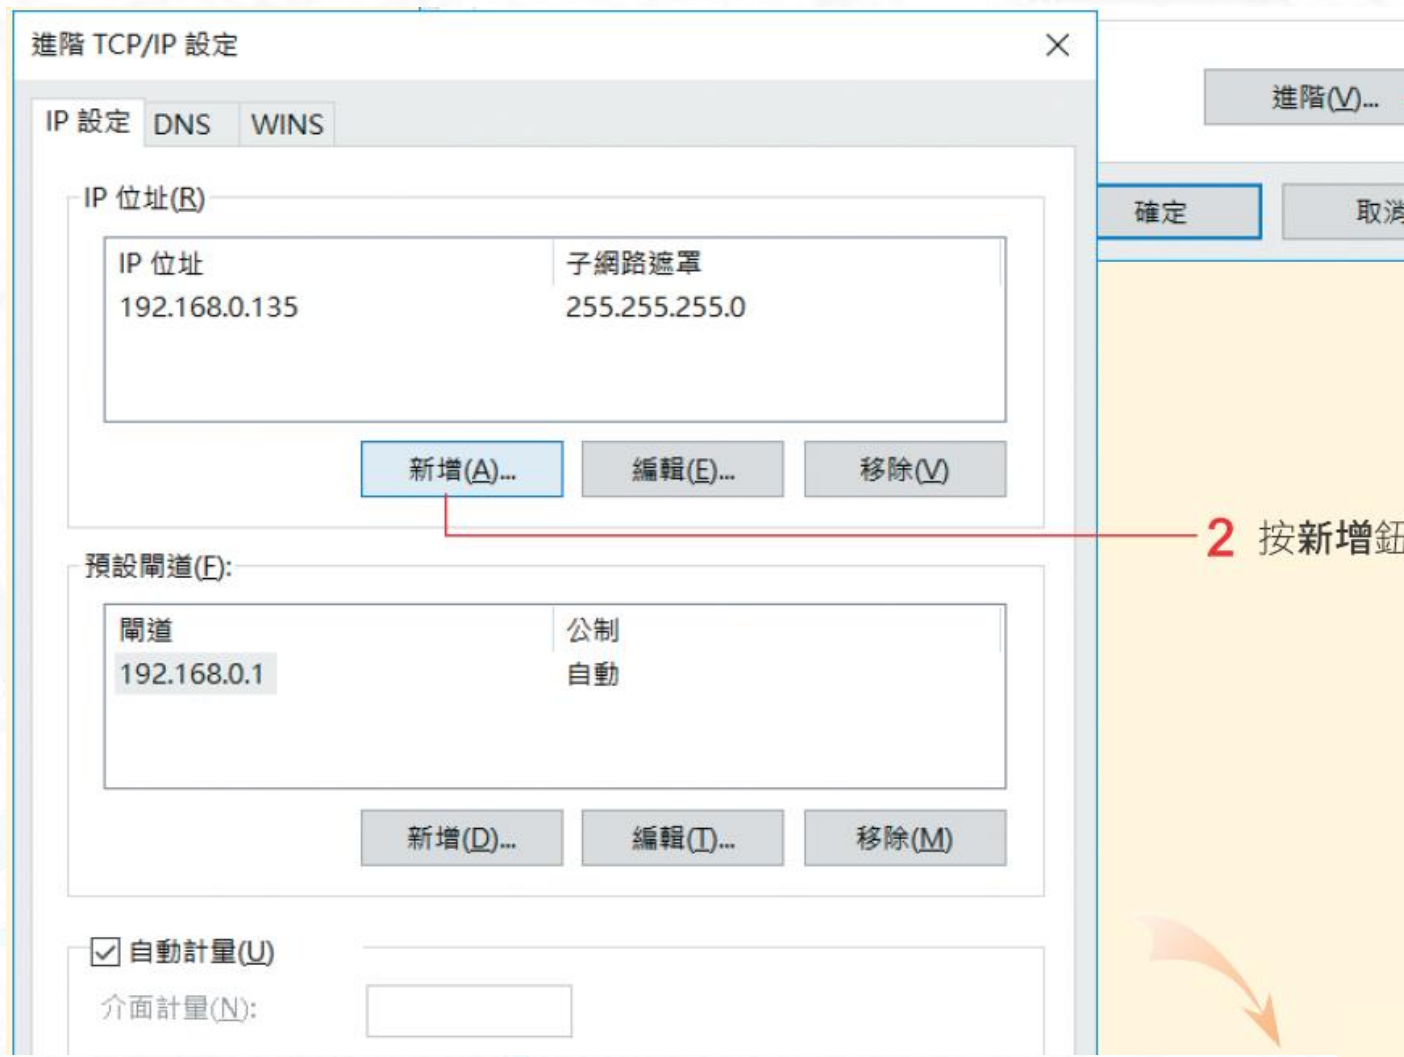 進階 TCP/IP 設定
進階(V)...
IP 設定 DNS WINS
IP 位址(R)
確定 取消
IP 位址 子網路遮罩
192.168.0.135 255.255.255.0
新增(A)... 編輯(E)... 移除(V)
2 按新增鈕
預設閘道(F):
閘道 公制
192.168.0.1 自動
新增(D)... 編輯(T)... 移除(M)
自動計量(U)
介面計量(N):